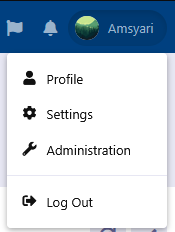 Amsyari
Profile
Settings
Administration
Log Out